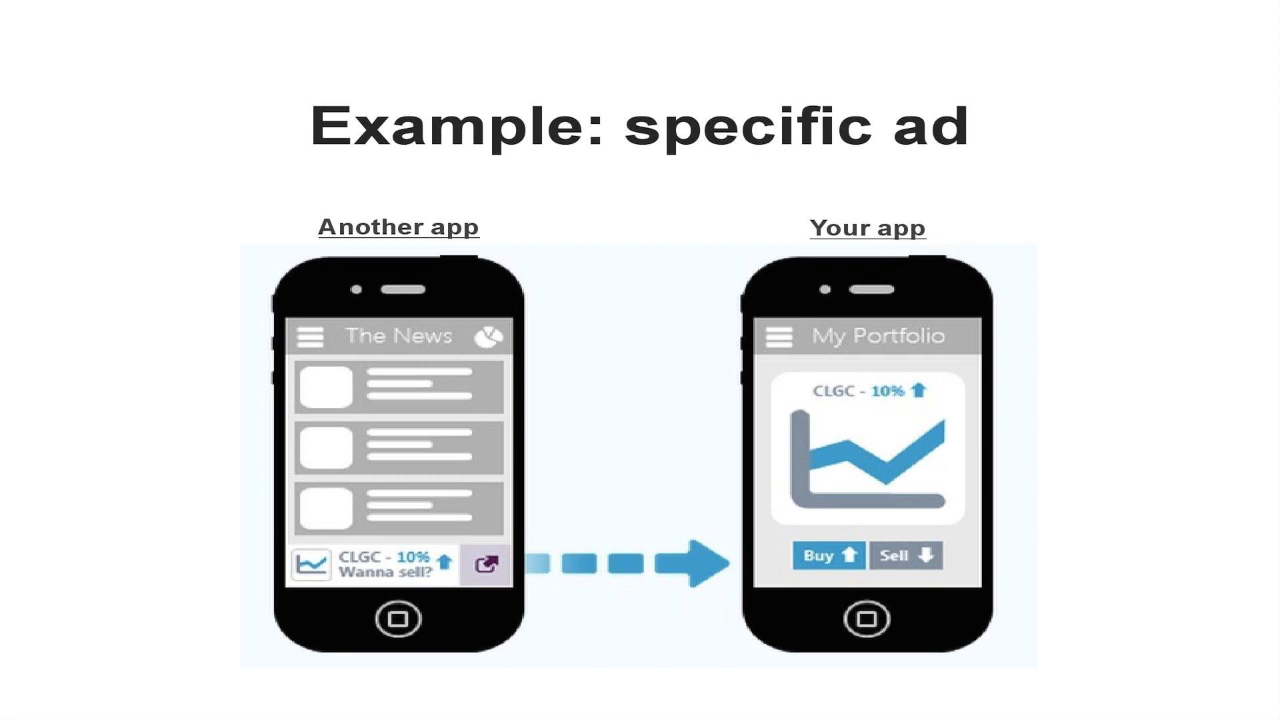 Example: specific ad
Another app
Your app
The News
CLGC - 10%
Wanna sell?
My Portfolio
CLGC - 10%
Buy
Sell